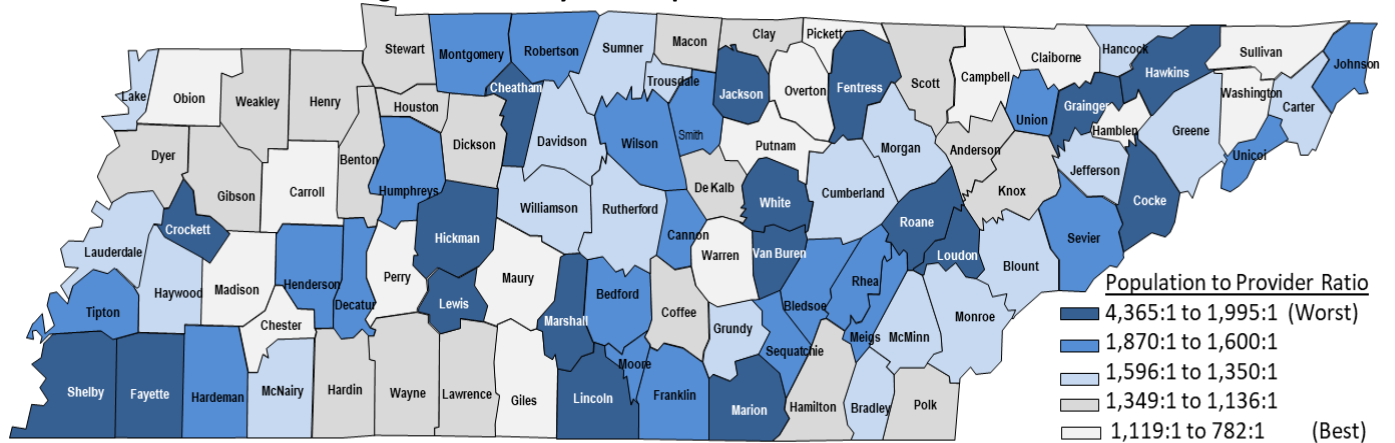 Stewart
Montgomery
Robertson
Sumner
Macon
Clay
Pickett
Claiborne
Hancock
Sullivan
Johnson
Lake
Obion
Weakley
Henry
Houston
Cheatham
Trousdale
Jackson
Overton
Fentress
Scott
Campbell
Union
Grainger
Hawkins
Hamblen
Washington
Carter
Greene
Unicoi
Dyer
Gibson
Carroll
Benton
Humphreys
Dickson
Davidson
Wilson
Smith
Putnam
Morgan
Anderson
Knox
Jefferson
Cocke
Sevier
Crockett
Lauderdale
Haywood
Madison
Henderson
Decatur
Perry
Hickman
Williamson
Rutherford
Cannon
De Kalb
White
Cumberland
Roane
Loudon
Blount
Tipton
Chester
Lewis
Maury
Marshall
Bedford
Coffee
Warren
Van Buren
Bledsoe
Rhea
Meigs
McMinn
Monroe
Shelby
Fayette
Hardeman
McNairy
Hardin
Wayne
Lawrence
Giles
Lincoln
Moore
Franklin
Grundy
Marion
Sequatchie
Hamilton
Bradley
Polk
Population to Provider Ratio
4,365:1 to 1,995:1 (Worst)
1,870:1 to 1,600:1
1,596:1 to 1,350:1
1,349:1 to 1,136:1
1,119:1 to 782:1 (Best)